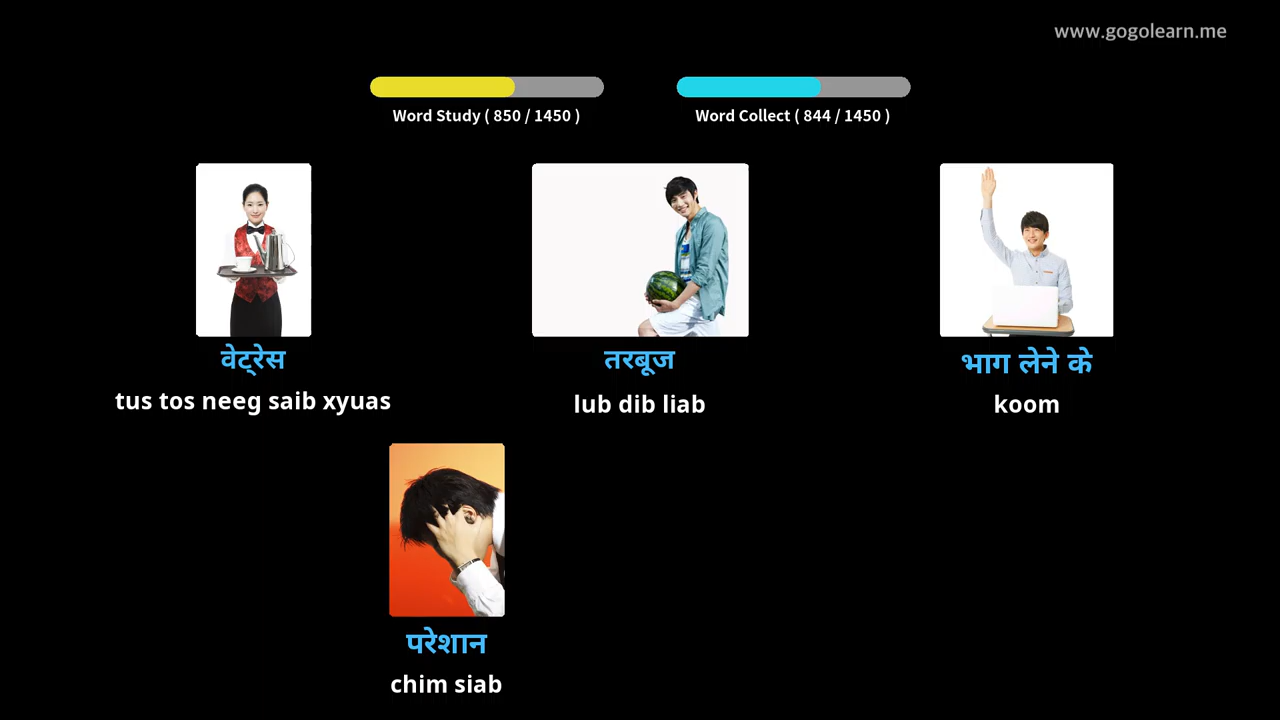 www.gogolearn.me
Word Study ( 850 / 1450 )
Word Collect ( 844 / 1450 )
वेट्रेस
tus tos neeg saib xyuas
तरबूज
lub dib liab
भाग लेने के
koom
परेशान
chim siab